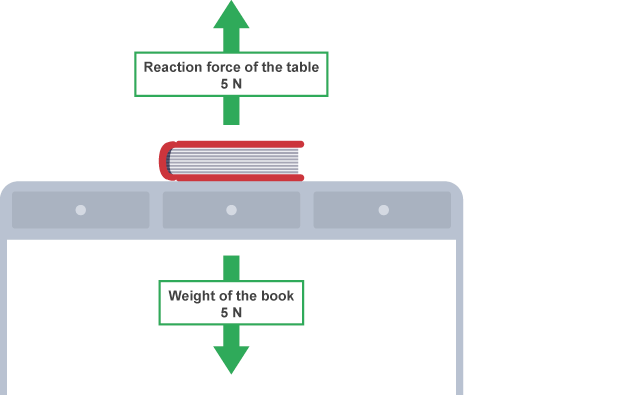 Reaction force of the table
5 N
Weight of the book
5 N